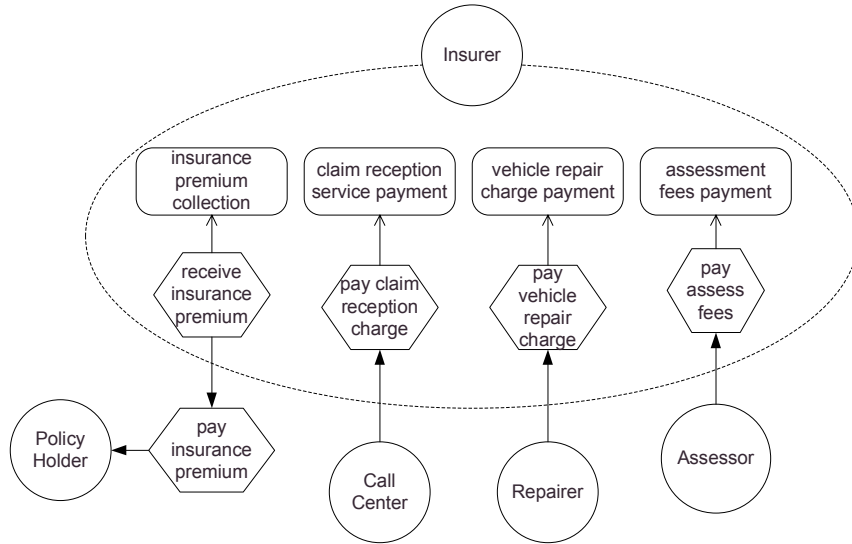 Insurer
insurance
premium
collection
claim reception
service payment
vehicle repair
charge payment
assessment
fees payment
receive
insurance
premium
pay claim
reception
charge
pay
vehicle
repair
charge
pay
assess
fees
Policy
Holder
pay
insurance
premium
Call
Center
Repairer
Assessor